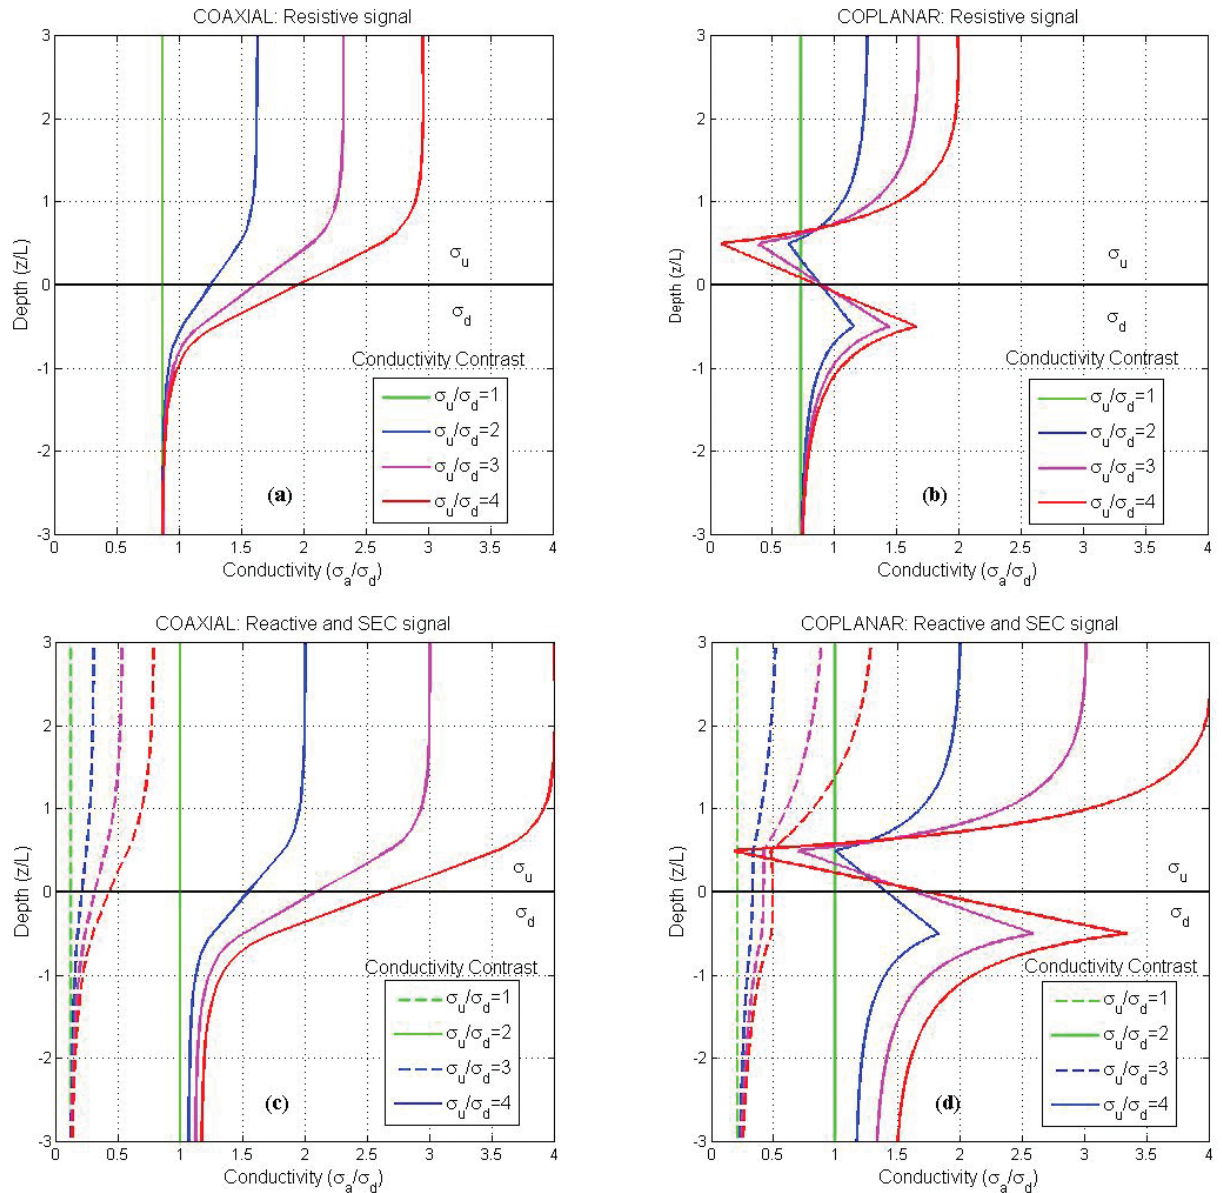 COAXIAL: Resistive signal
3
2
1
0
-1
-2
-3
Depth (z/L)
σu
σd
Conductivity Contrast
σu/σd=1
σu/σd=2
σu/σd=3
σu/σd=4
(a)
0 0.5 1 1.5 2 2.5 3 3.5 4
Conductivity (σa/σd)
COPLANAR: Resistive signal
3
2
1
0
-1
-2
-3
Depth (z/L)
σu
σd
Conductivity Contrast
σu/σd=1
σu/σd=2
σu/σd=3
σu/σd=4
(b)
0 0.5 1 1.5 2 2.5 3 3.5 4
Conductivity (σa/σd)
COAXIAL: Reactive and SEC signal
3
2
1
0
-1
-2
-3
Depth (z/L)
σu
σd
Conductivity Contrast
σu/σd=1
σu/σd=2
σu/σd=3
σu/σd=4
(c)
0 0.5 1 1.5 2 2.5 3 3.5 4
Conductivity (σa/σd)
COPLANAR: Reactive and SEC signal
3
2
1
0
-1
-2
-3
Depth (z/L)
σu
σd
Conductivity Contrast
σu/σd=1
σu/σd=2
σu/σd=3
σu/σd=4
(d)
0 0.5 1 1.5 2 2.5 3 3.5 4
Conductivity (σa/σd)